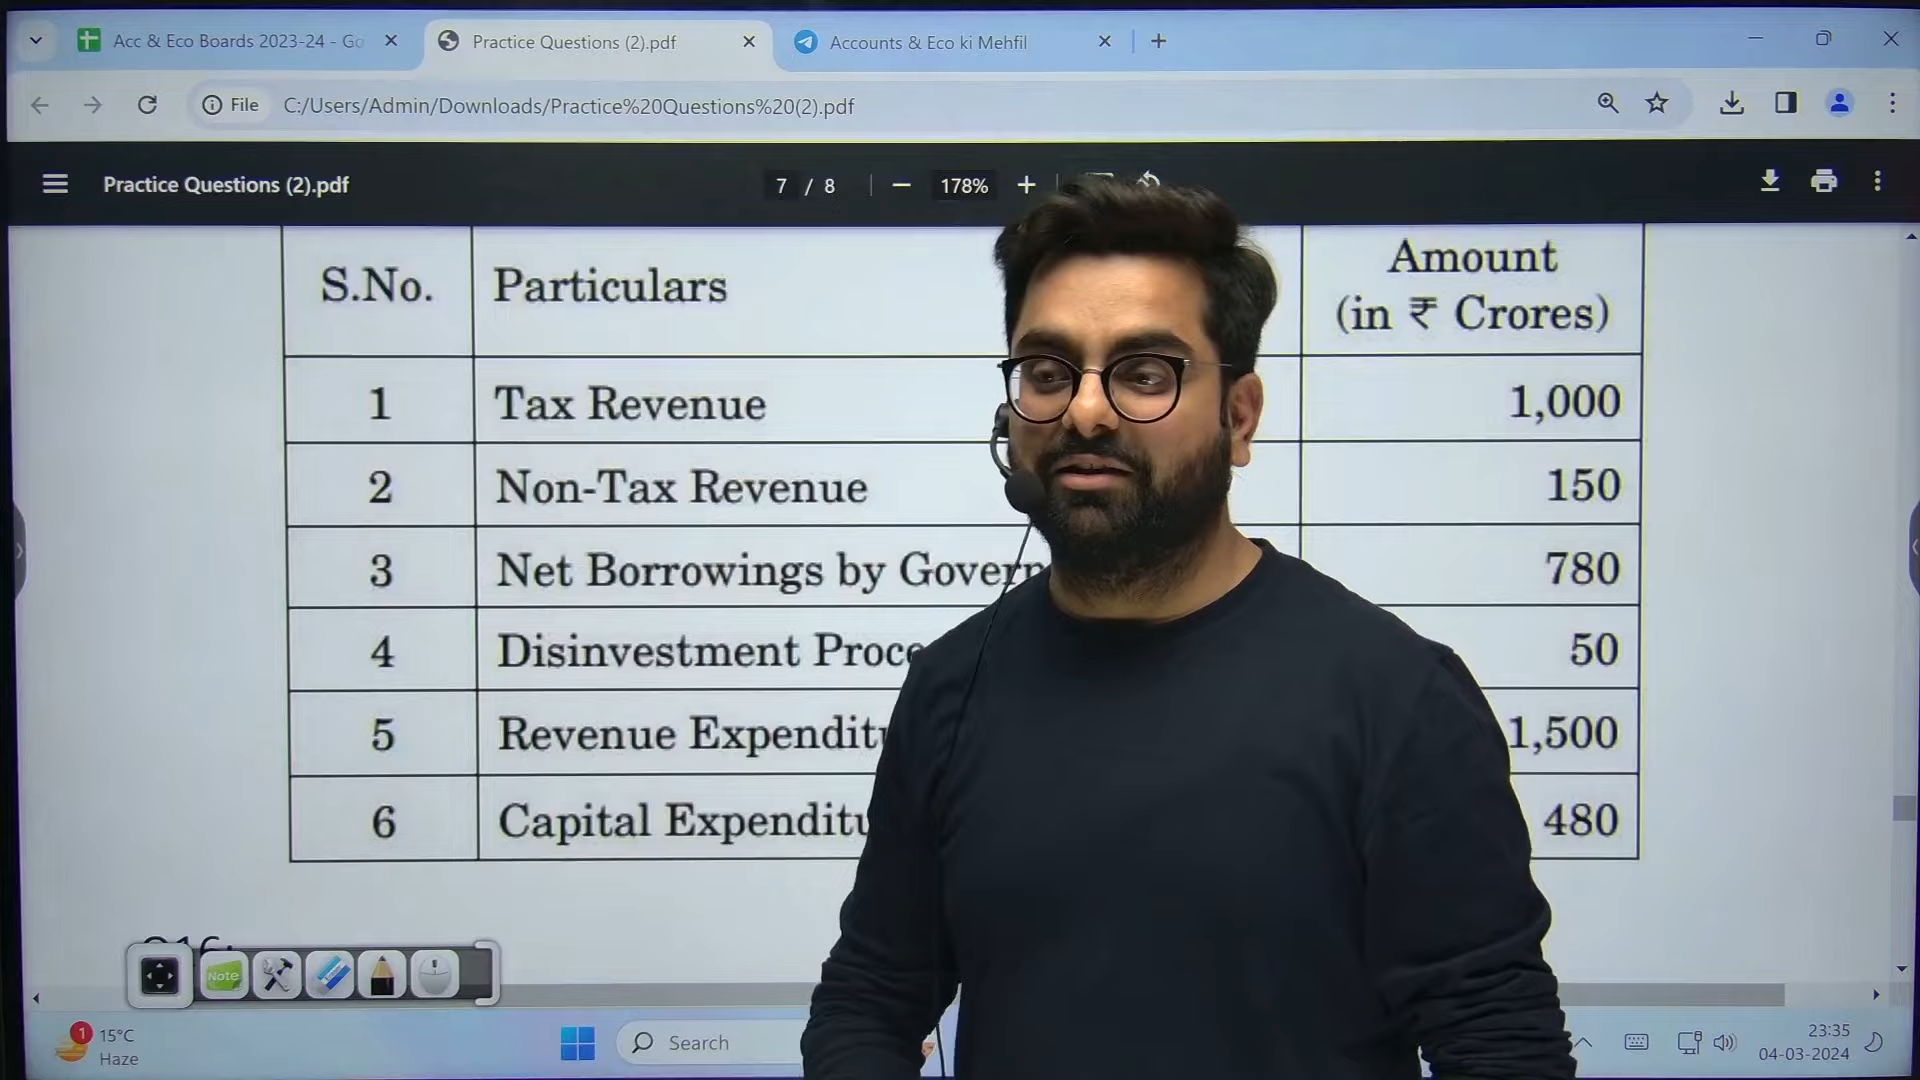 Acc & Eco Boards 2023-24 - Go
Practice Questions (2).pdf
Accounts & Eco ki Mehfil
File
C:/Users/Admin/Downloads/Practice%20Questions%20(2).pdf
Practice Questions (2).pdf
7 / 8
178%
S.No. Particulars Amount (in ₹ Crores)
1 Tax Revenue 1,000
2 Non-Tax Revenue 150
3 Net Borrowings by Govern 780
4 Disinvestment Proce 50
5 Revenue Expenditu 1,500
6 Capital Expenditu 480
Note
1
15°C
Haze
Search
23:35
04-03-2024